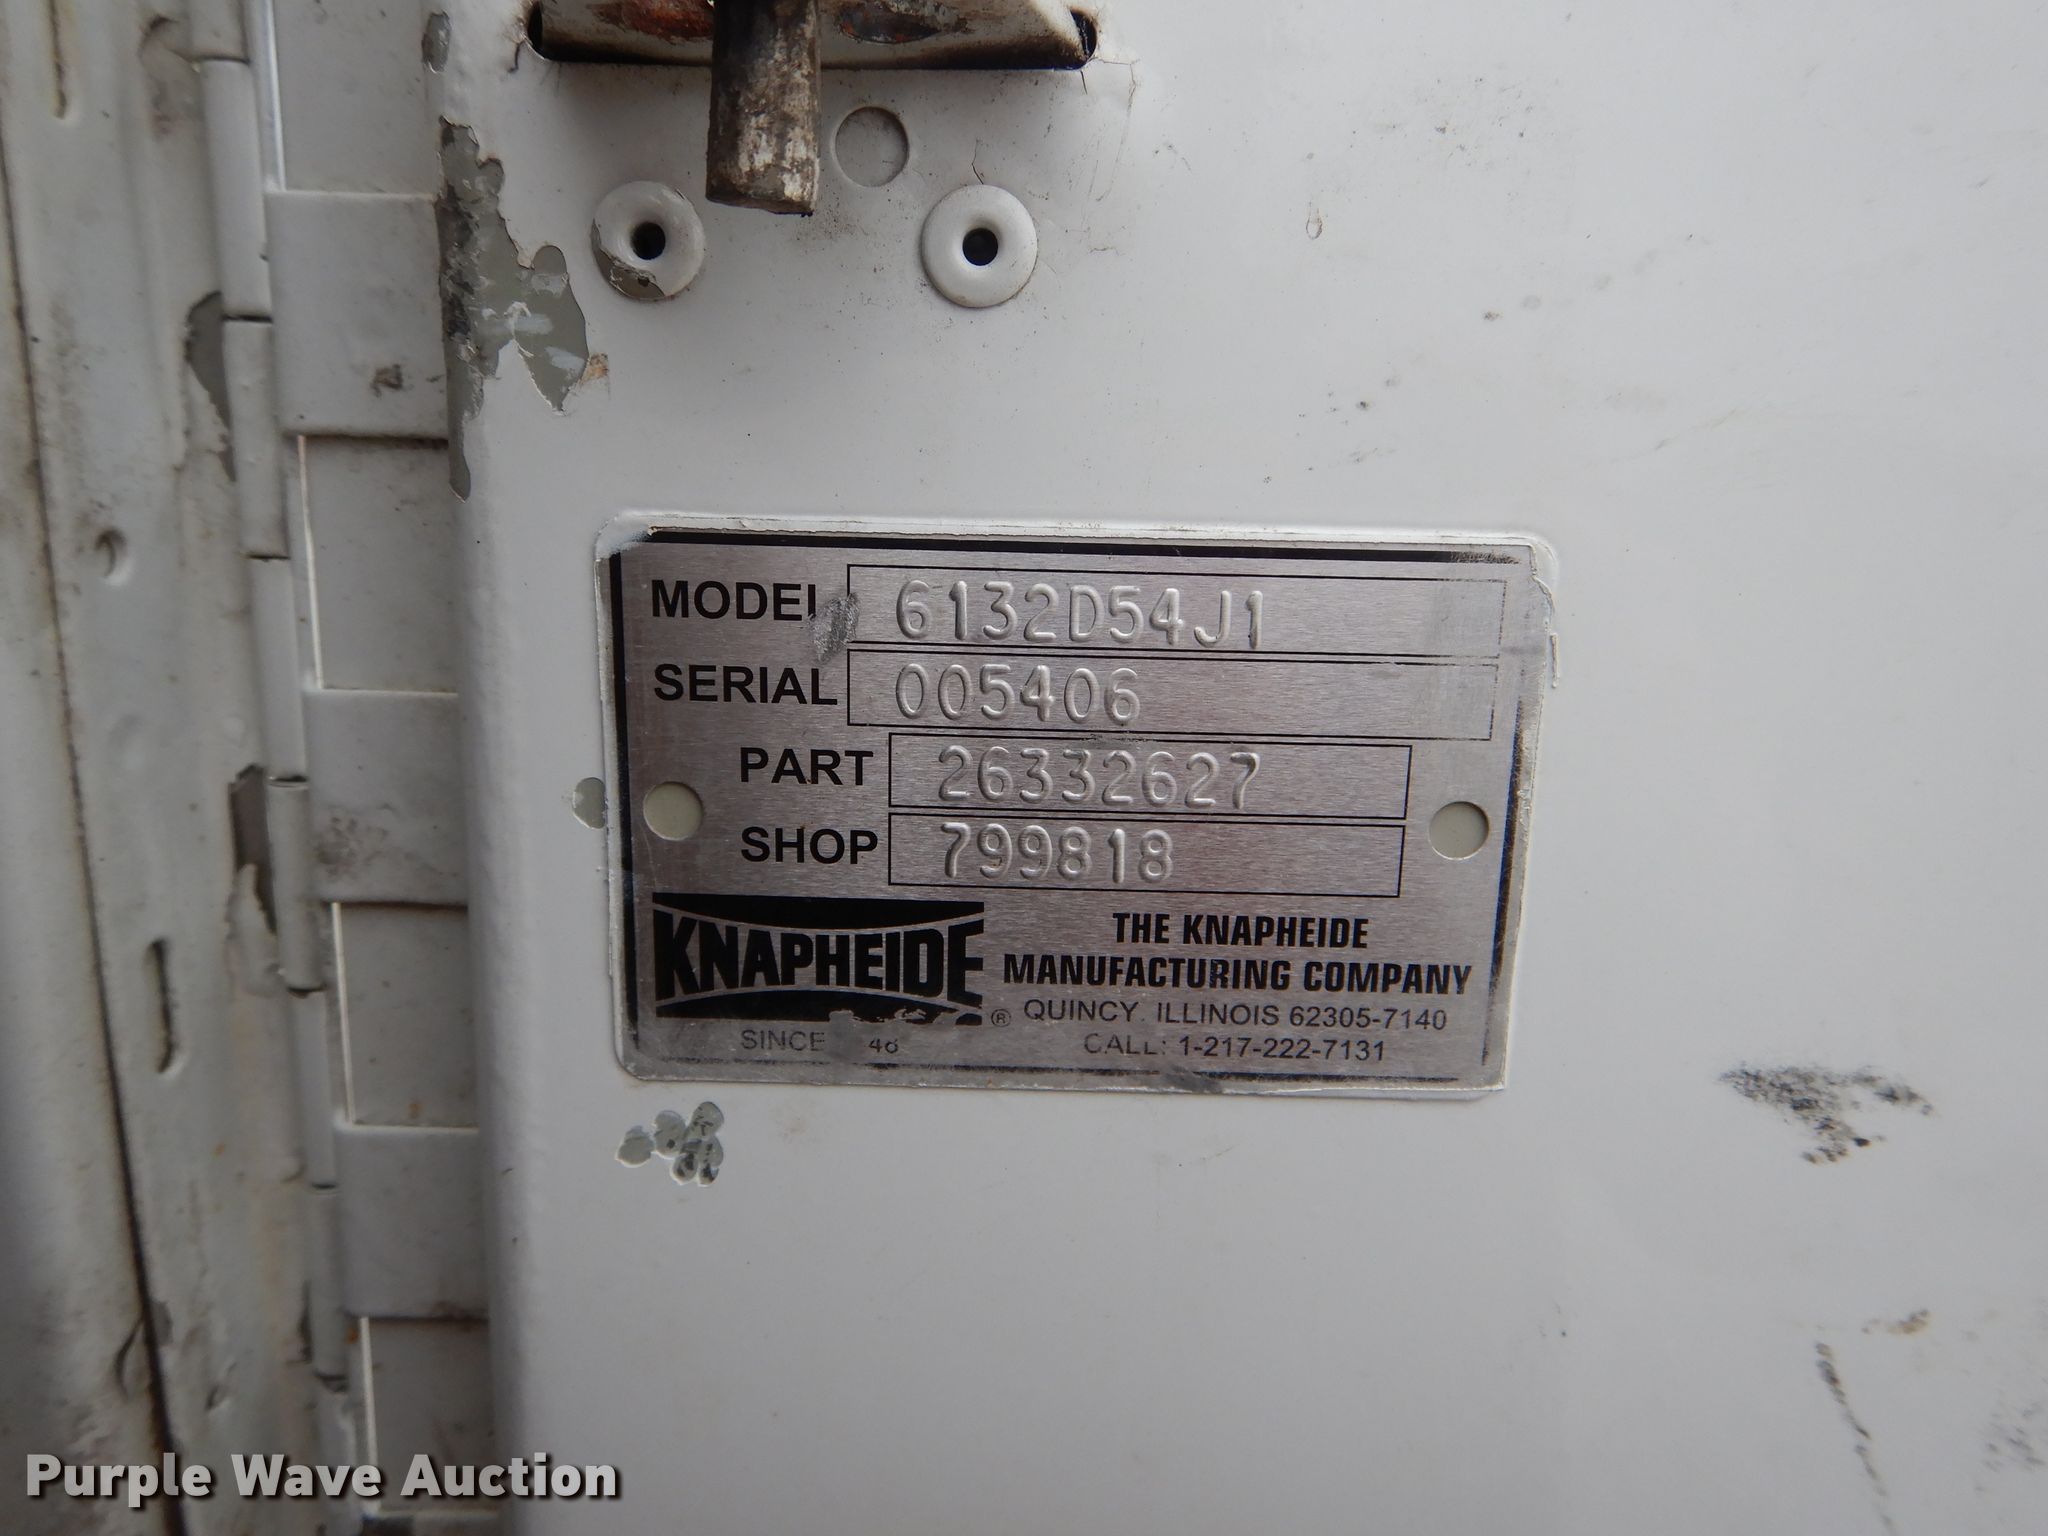 MODEL 6132D54J1
SERIAL 005406
PART 26332627
SHOP 799818
KNAPHEIDE ®
SINCE 46
THE KNAPHEIDE
MANUFACTURING COMPANY
QUINCY, ILLINOIS 62305-7140
CALL: 1-217-222-7131
Purple Wave Auction